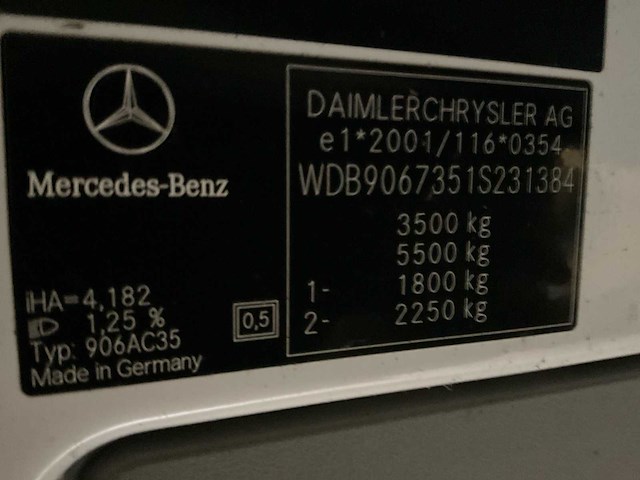 Mercedes-Benz
iHA=4,182
1,25 %
Typ: 906AC35
Made in Germany
0,5
DAIMLERCHRYSLER AG
e1*2001/116*0354
WDB9067351S231384
3500 kg
5500 kg
1- 1800 kg
2- 2250 kg